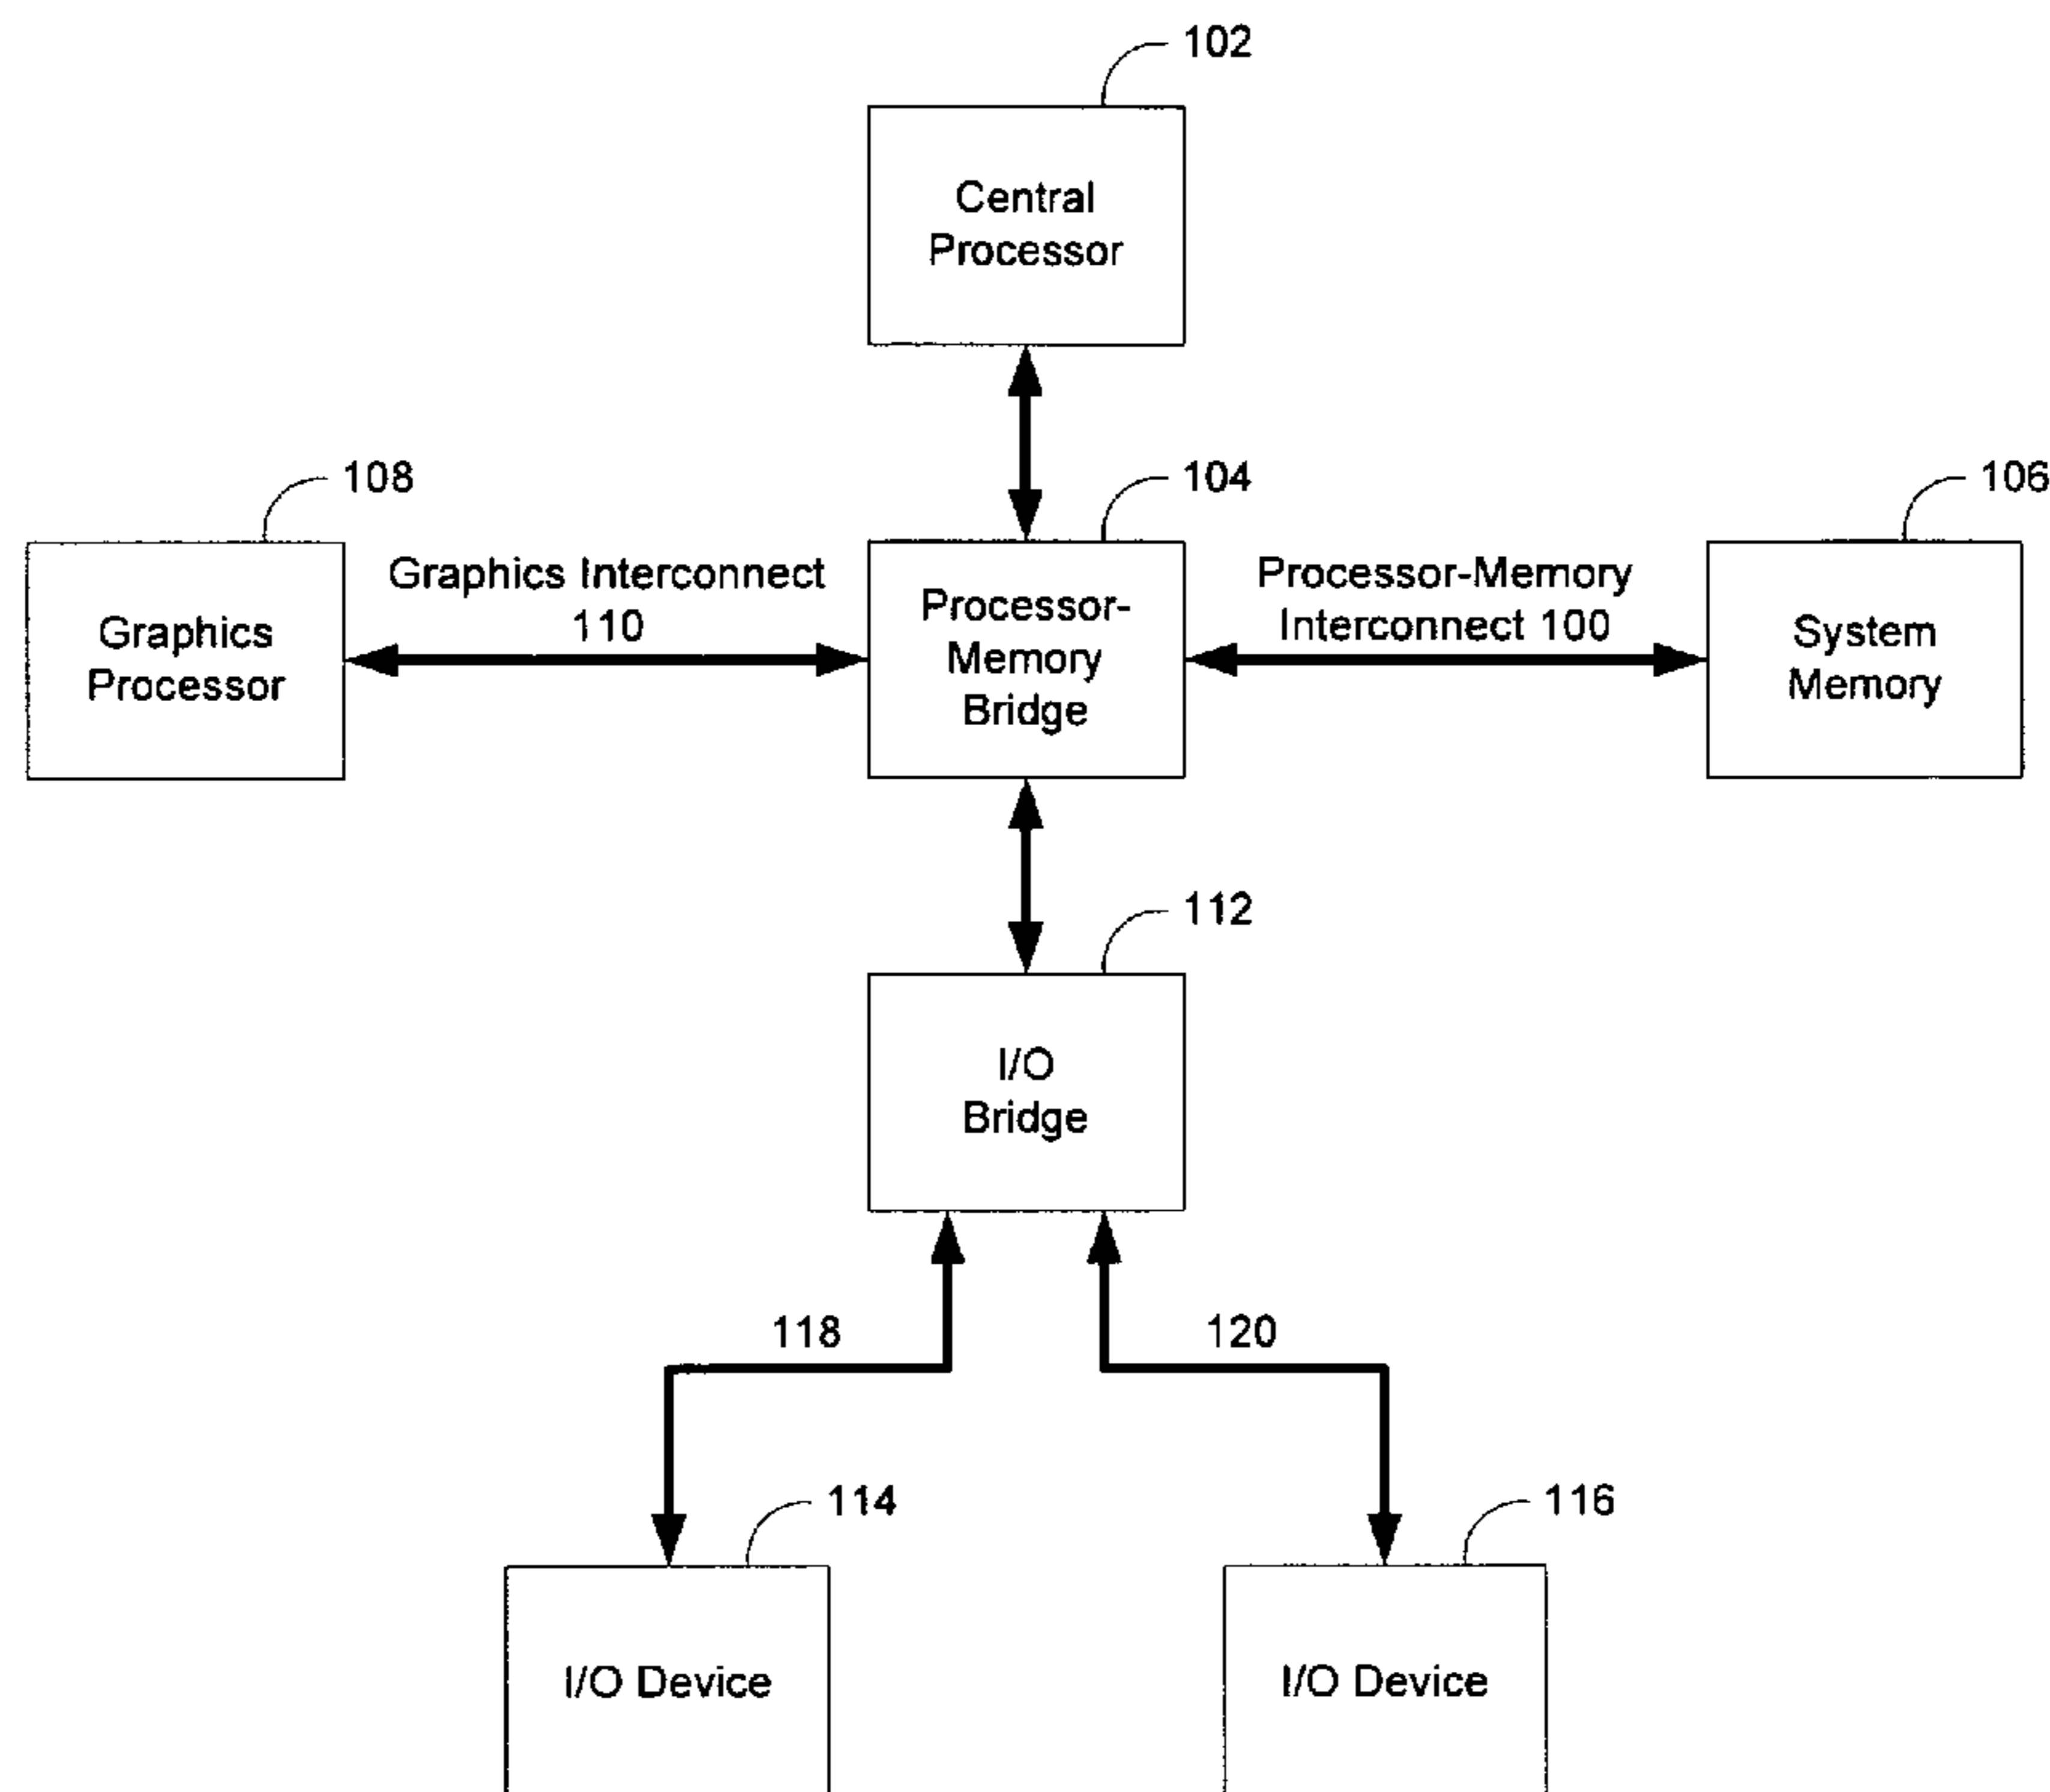 102
Central
Processor
108
104
106
Graphics Interconnect
110
Processor-Memory
Interconnect 100
Graphics
Processor
Processor-
Memory
Bridge
System
Memory
112
I/O
Bridge
118
120
114
116
I/O Device
I/O Device